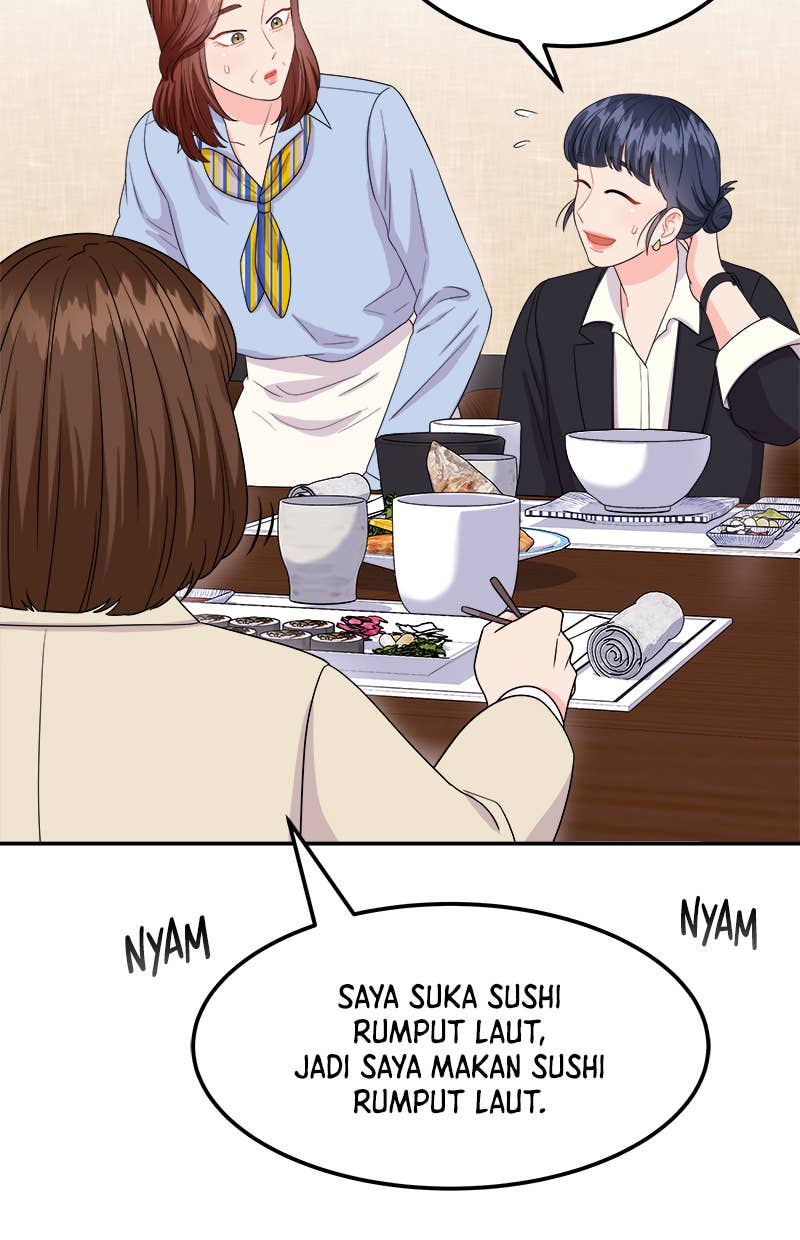 NYAM
NYAM
SAYA SUKA SUSHI
RUMPUT LAUT,
JADI SAYA MAKAN SUSHI
RUMPUT LAUT.